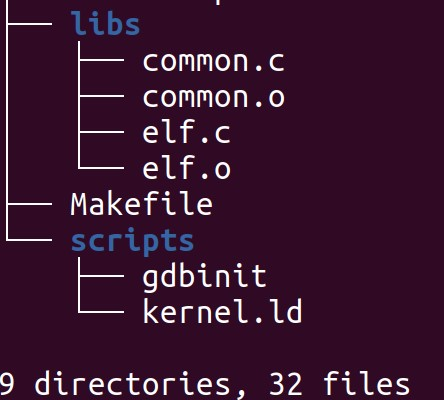 libs
common.c
common.o
elf.c
elf.o
Makefile
scripts
gdbinit
kernel.ld
9 directories, 32 files